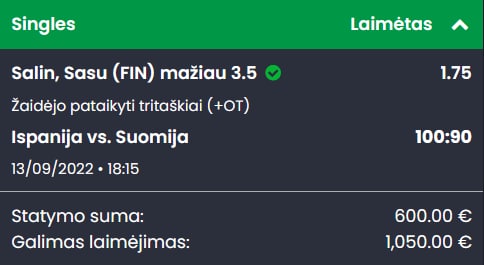 Singles Laimėtas
Salin, Sasu (FIN) mažiau 3.5 1.75
Žaidėjo pataikyti tritaškiai (+OT)
Ispanija vs. Suomija 100:90
13/09/2022 • 18:15
Statymo suma: 600.00 €
Galimas laimėjimas: 1,050.00 €